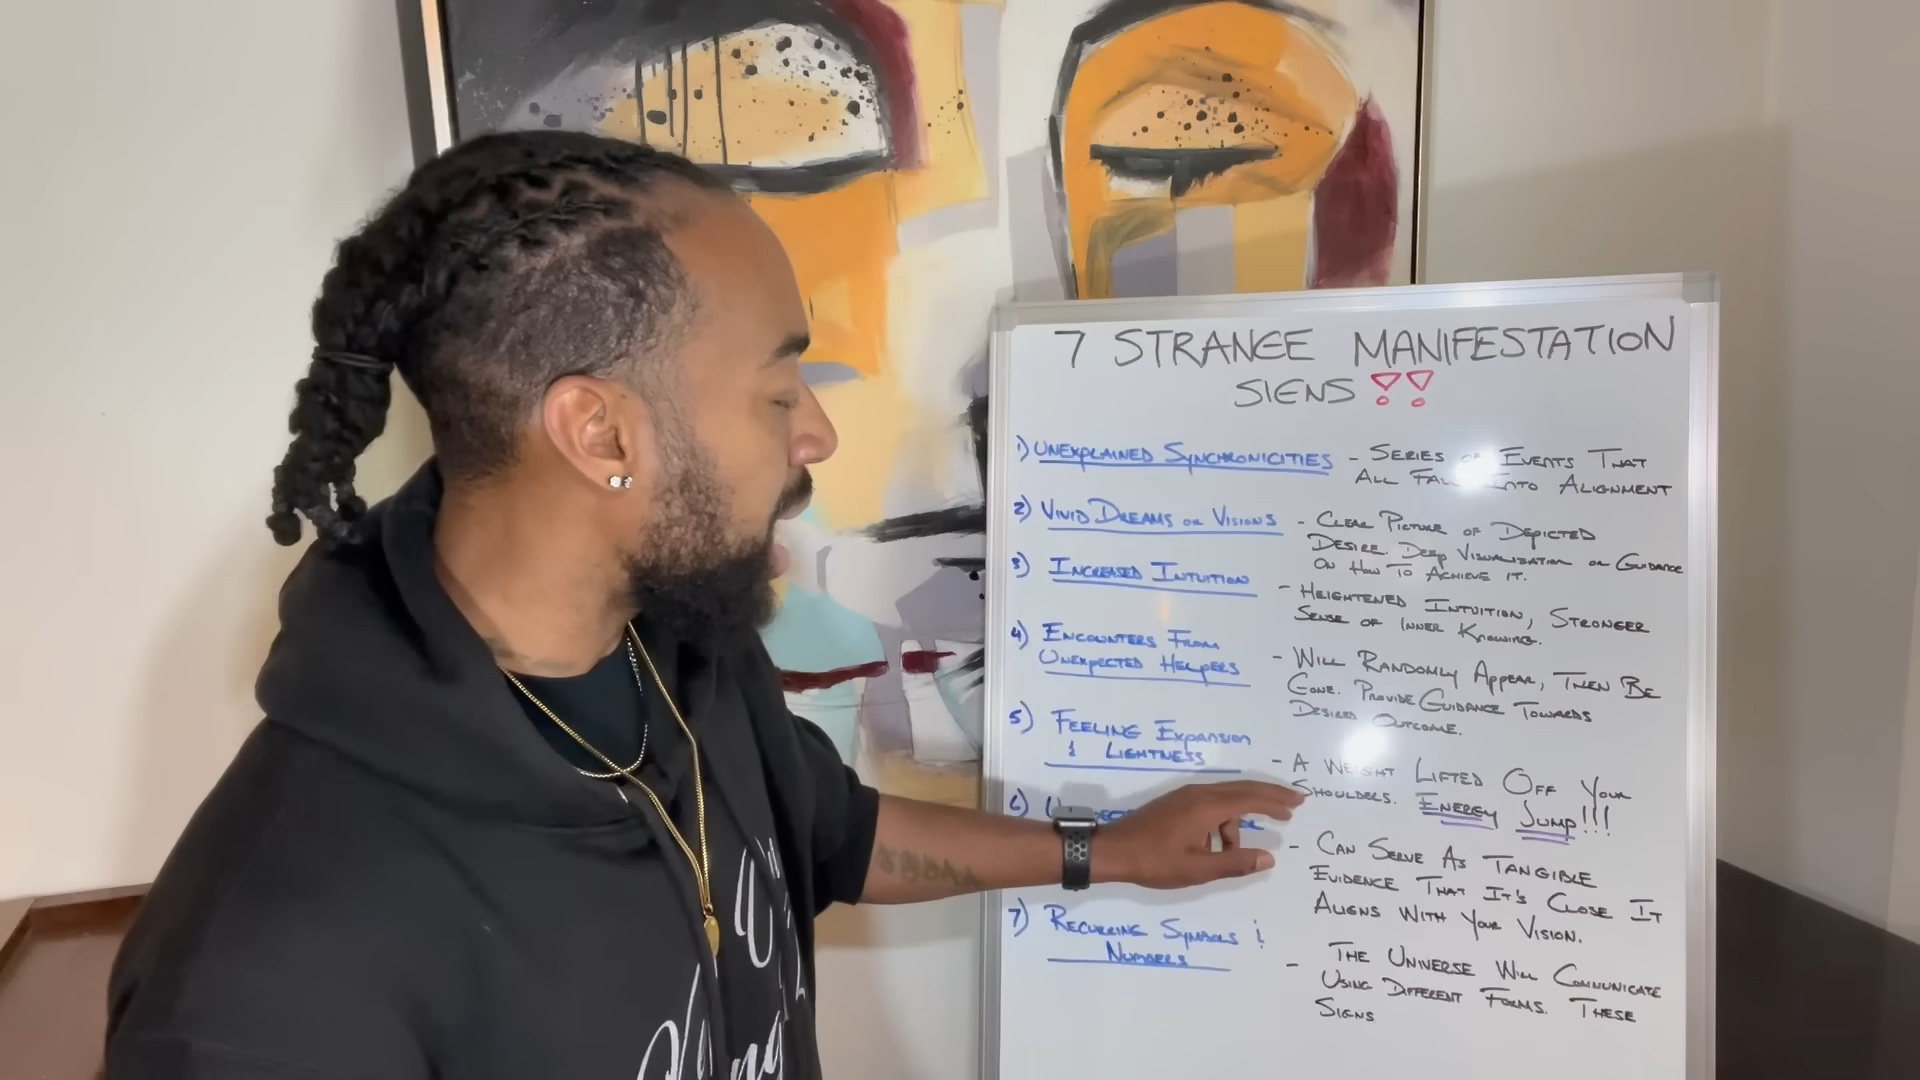 7 STRANGE MANIFESTATION
SIGNS !!
1) UNEXPLAINED SYNCHRONICITIES - SERIES OF EVENTS THAT
ALL FALL INTO ALIGNMENT
2) VIVID DREAMS OR VISIONS - CLEAR PICTURE OF DEPICTED
DESIRE. DEEP VISUALIZATION OR GUIDANCE
ON HOW TO ACHIEVE IT.
3) INCREASED INTUITION - HEIGHTENED INTUITION, STRONGER
SENSE OF INNER KNOWING.
4) ENCOUNTERS FROM
UNEXPECTED HELPERS
- WILL RANDOMLY APPEAR, THEN BE
GONE. PROVIDE GUIDANCE TOWARDS
DESIRED OUTCOME.
5) FEELING EXPANSION
& LIGHTNESS
- A WEIGHT LIFTED OFF YOUR
SHOULDERS. ENERGY JUMP!!!
6)
- CAN SERVE AS TANGIBLE
EVIDENCE THAT IT'S CLOSE IT
ALIGNS WITH YOUR VISION.
7) RECURRING SYMBOLS &
NUMBERS
- THE UNIVERSE WILL COMMUNICATE
USING DIFFERENT FORMS. THESE
SIGNS